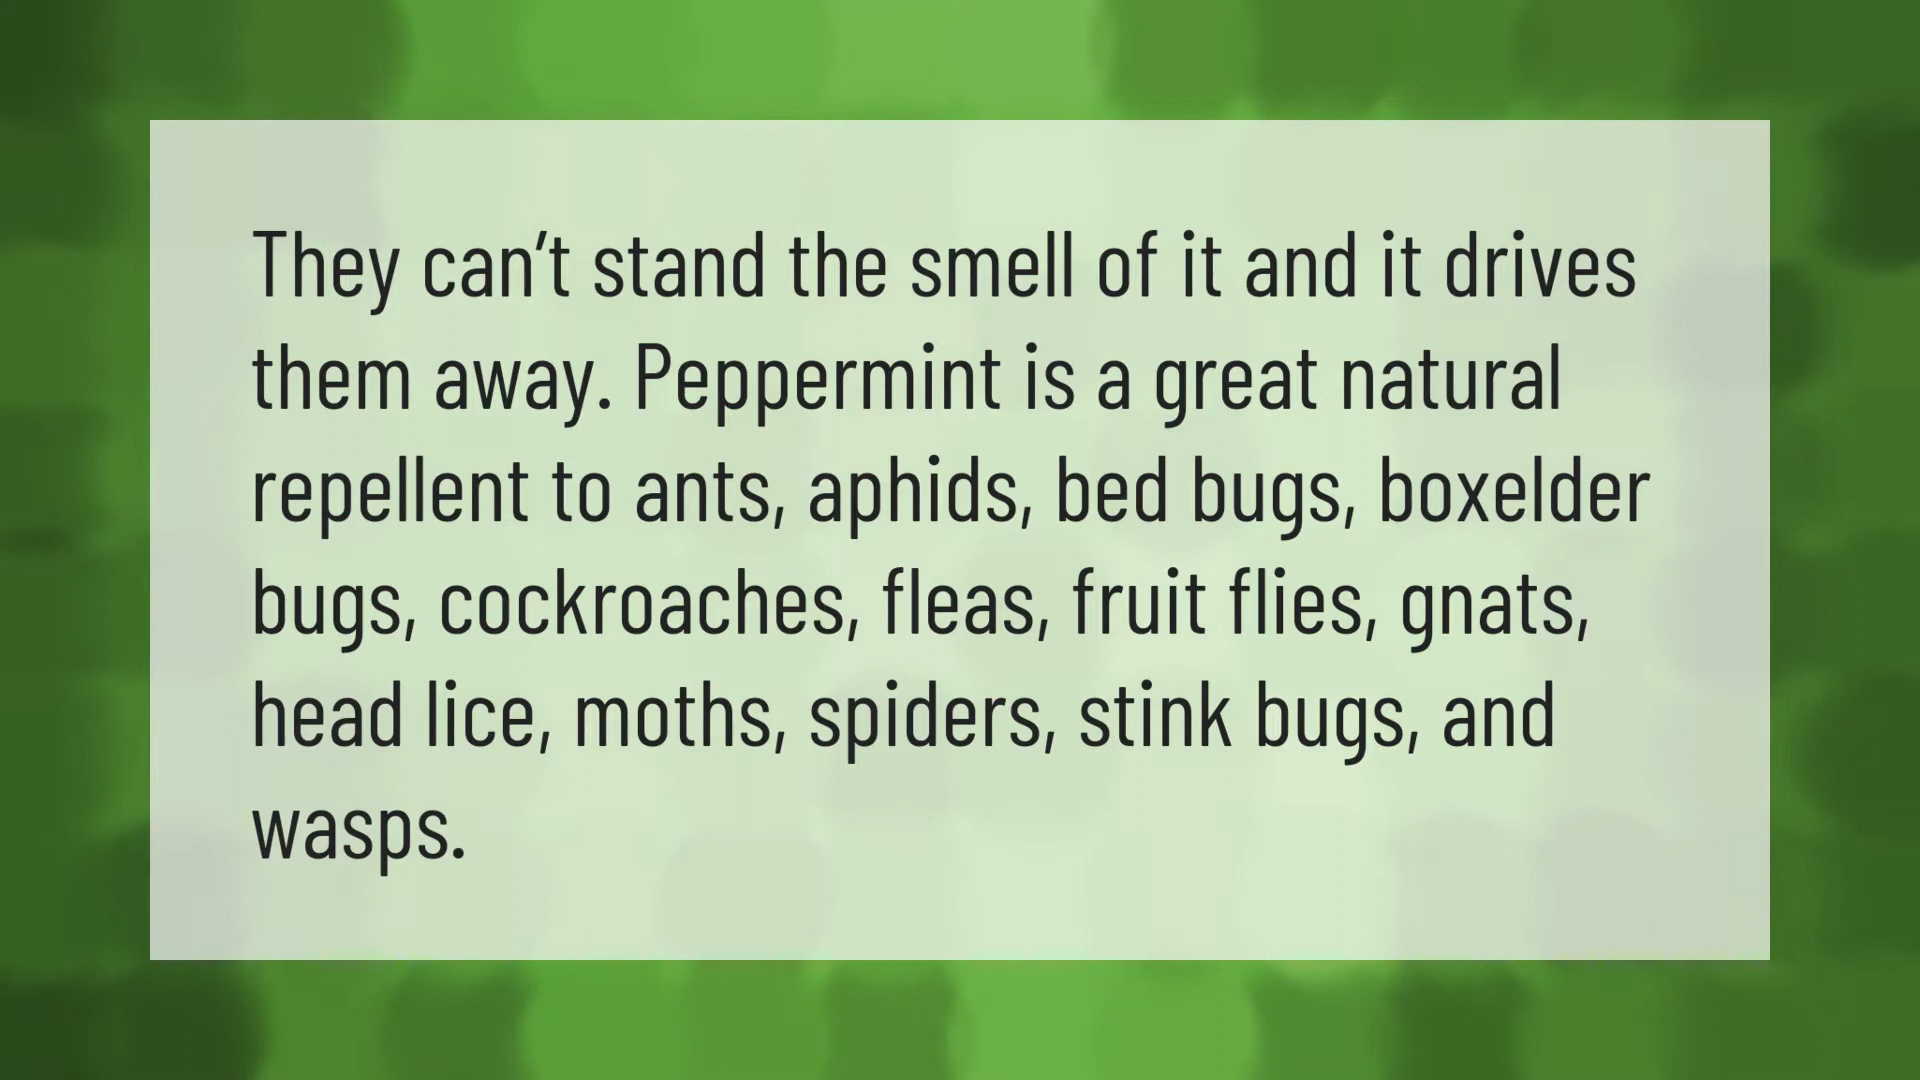 They can’t stand the smell of it and it drives
them away. Peppermint is a great natural
repellent to ants, aphids, bed bugs, boxelder
bugs, cockroaches, fleas, fruit flies, gnats,
head lice, moths, spiders, stink bugs, and
wasps.